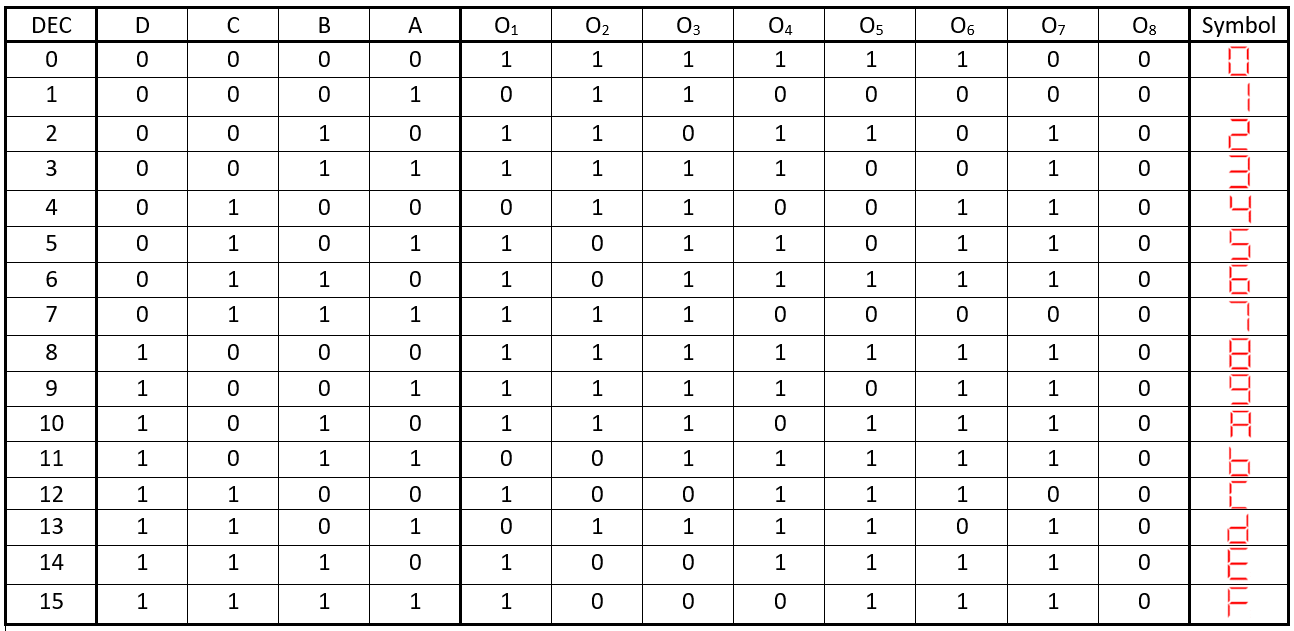 DEC D C B A O₁ O₂ O₃ O₄ O₅ O₆ O₇ O₈ Symbol
0 0 0 0 0 1 1 1 1 1 1 0 0 0
1 0 0 0 1 0 1 1 0 0 0 0 0 1
2 0 0 1 0 1 1 0 1 1 0 1 0 2
3 0 0 1 1 1 1 1 1 0 0 1 0 3
4 0 1 0 0 0 1 1 0 0 1 1 0 4
5 0 1 0 1 1 0 1 1 0 1 1 0 5
6 0 1 1 0 1 0 1 1 1 1 1 0 6
7 0 1 1 1 1 1 1 0 0 0 0 0 7
8 1 0 0 0 1 1 1 1 1 1 1 0 8
9 1 0 0 1 1 1 1 1 0 1 1 0 9
10 1 0 1 0 1 1 1 0 1 1 1 0 A
11 1 0 1 1 0 0 1 1 1 1 1 0 b
12 1 1 0 0 1 0 0 1 1 1 0 0 C
13 1 1 0 1 0 1 1 1 1 0 1 0 d
14 1 1 1 0 1 0 0 1 1 1 1 0 E
15 1 1 1 1 1 0 0 0 1 1 1 0 F